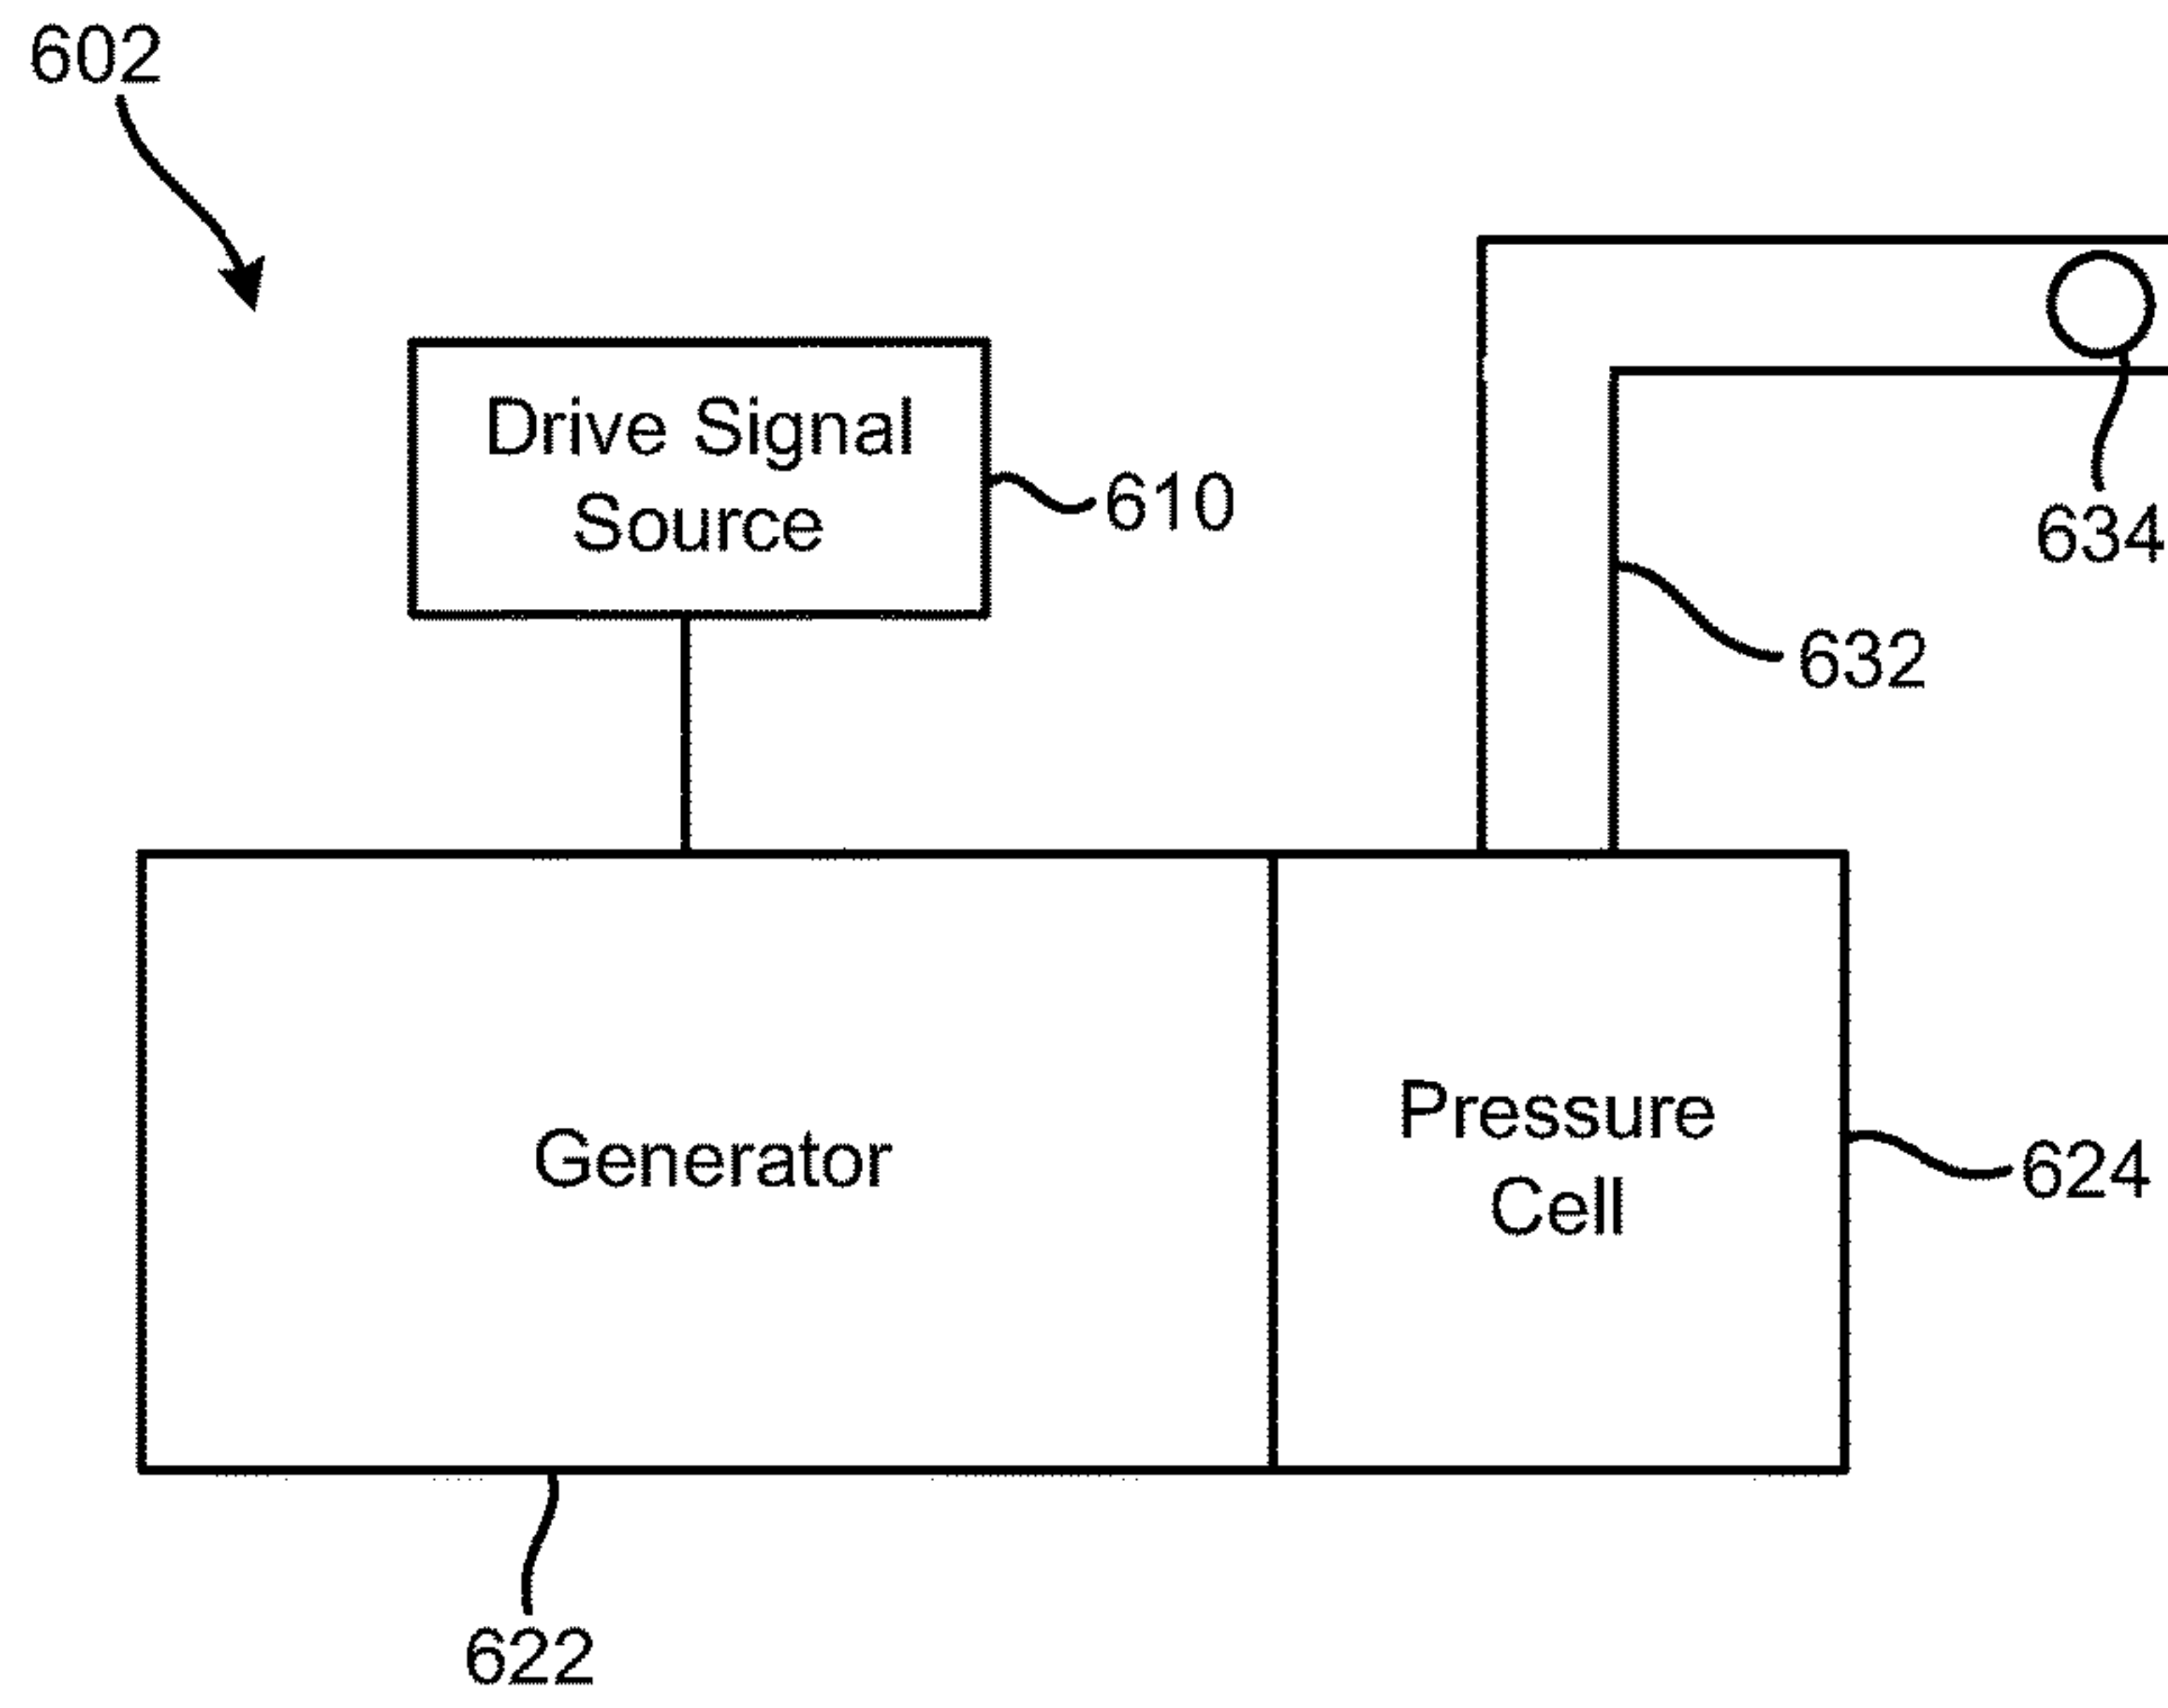 602
Drive Signal
Source
610
634
632
Generator
Pressure
Cell
624
622